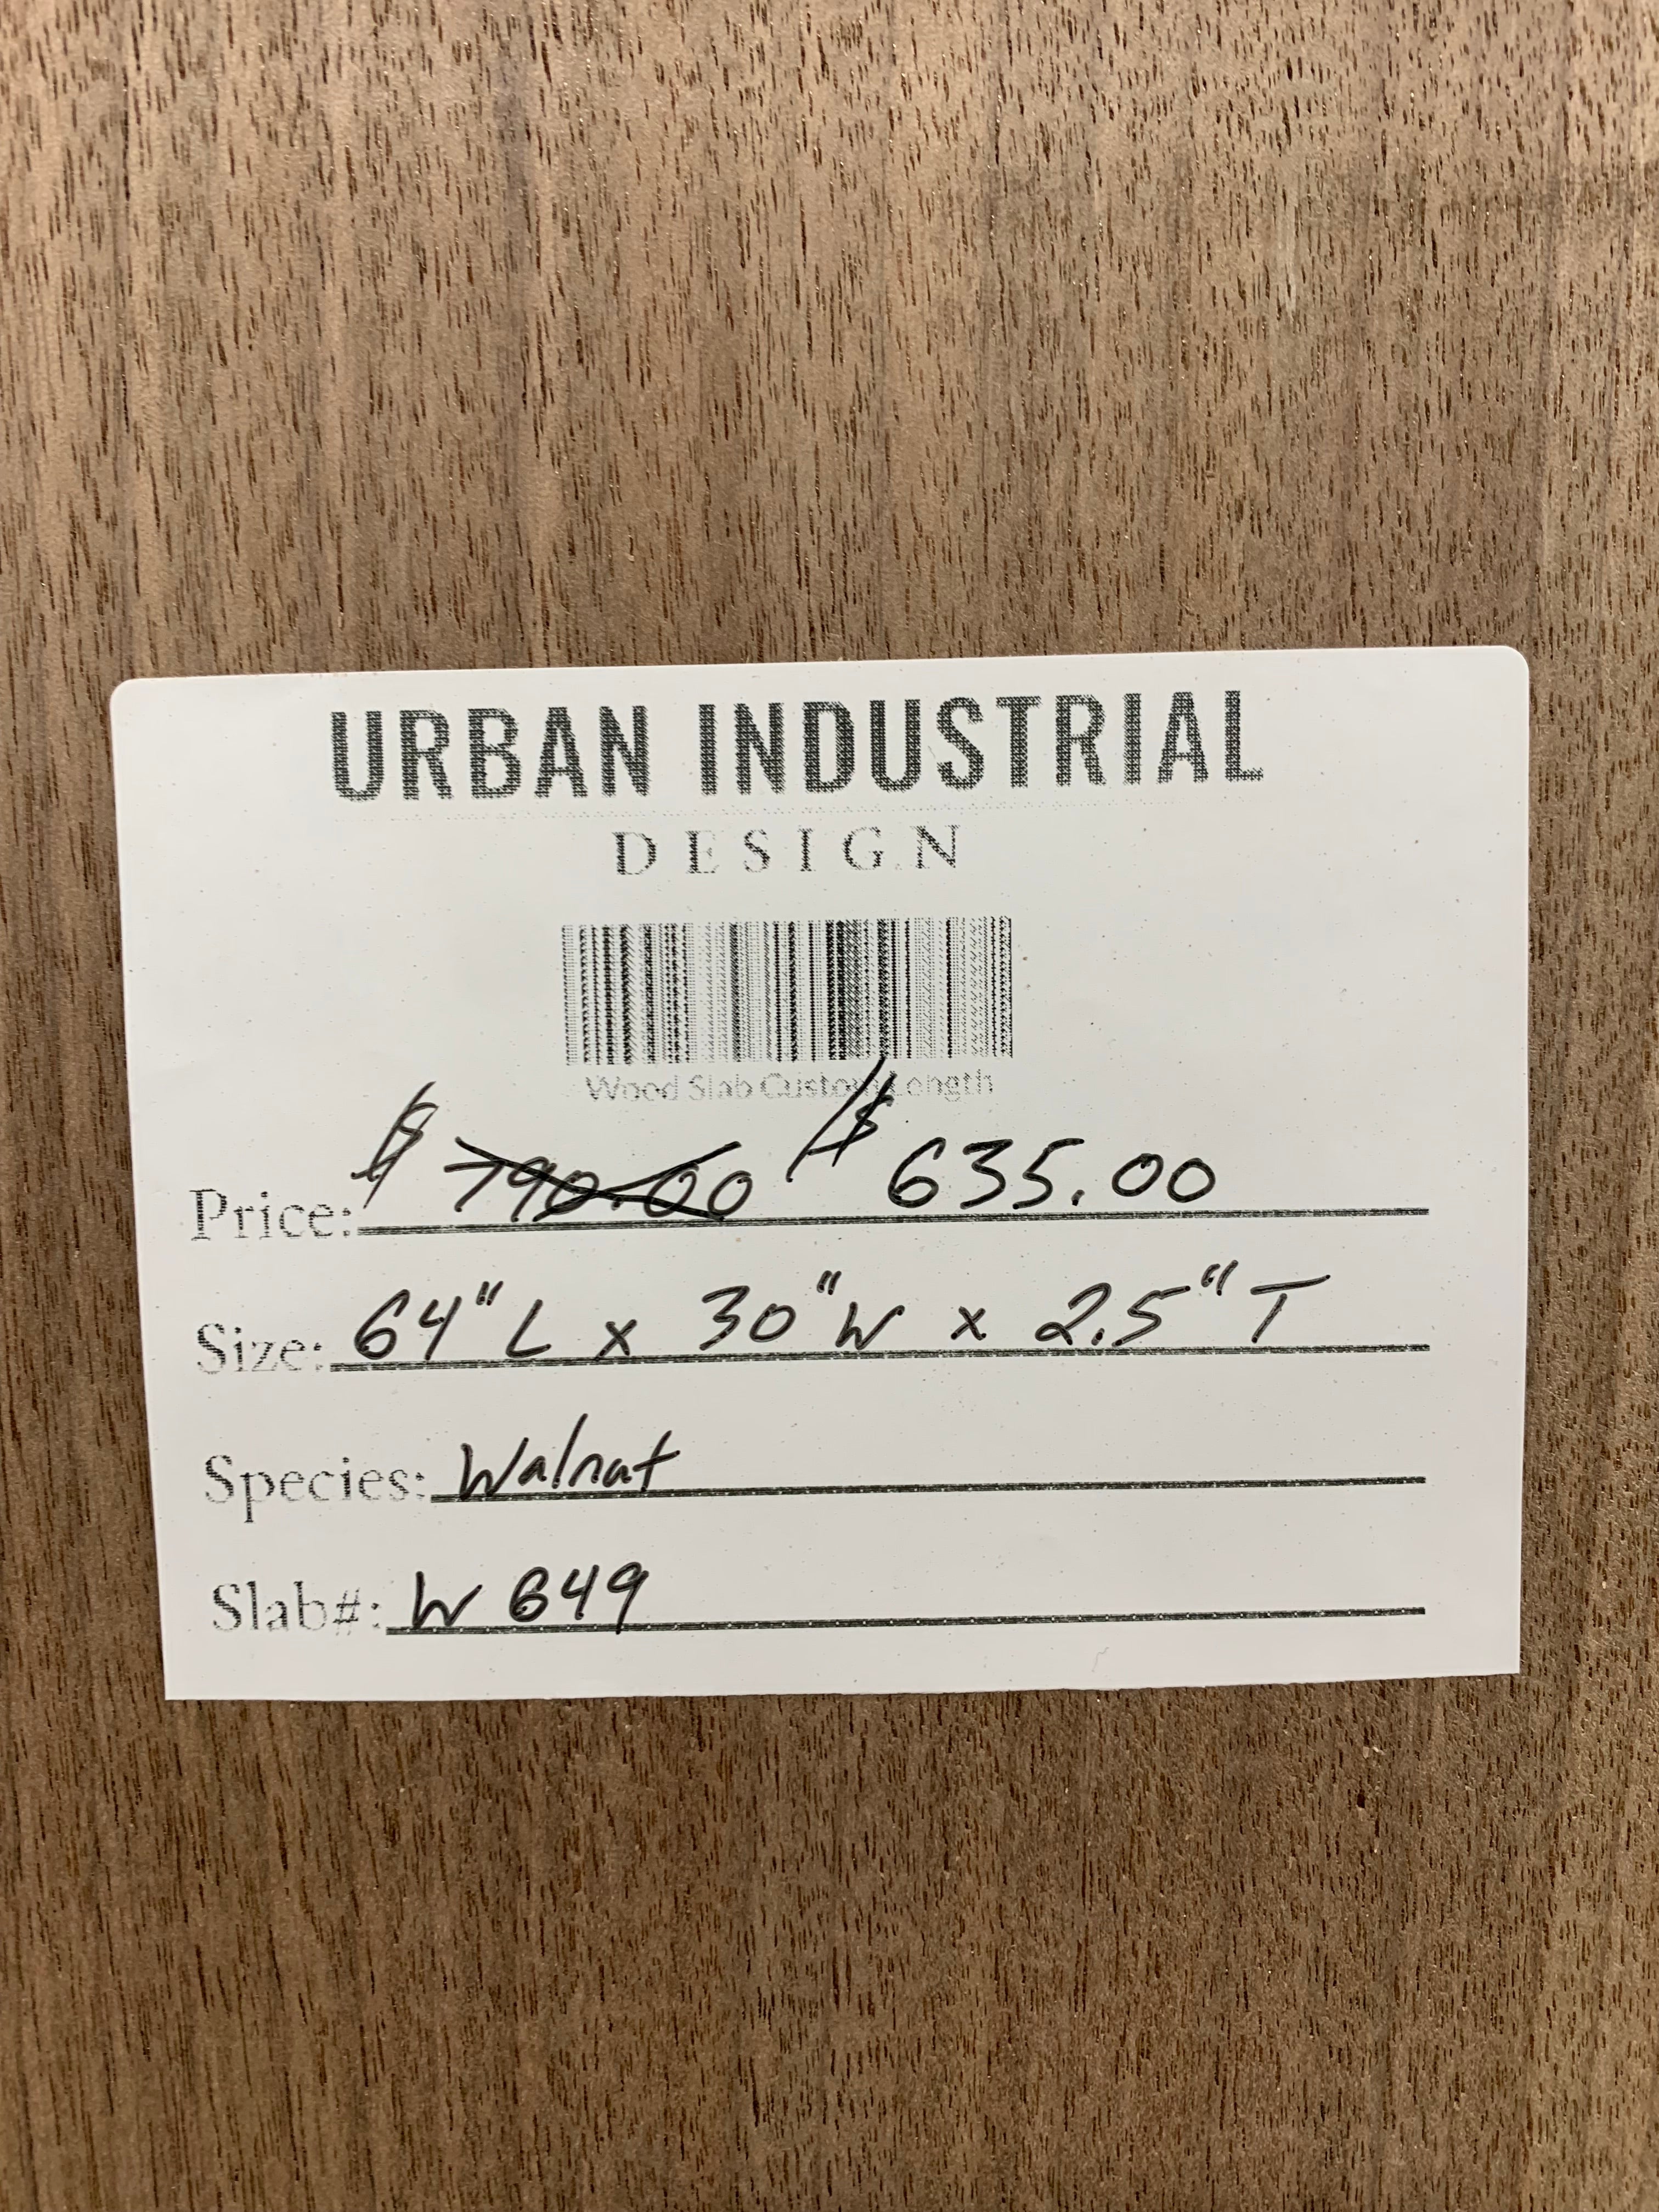 URBAN INDUSTRIAL
DESIGN
Wood Slab Custom Length
Price: $ 790.00 $ 635.00
Size: 64" L x 30" W x 2.5" T
Species: Walnut
Slab#: W 649